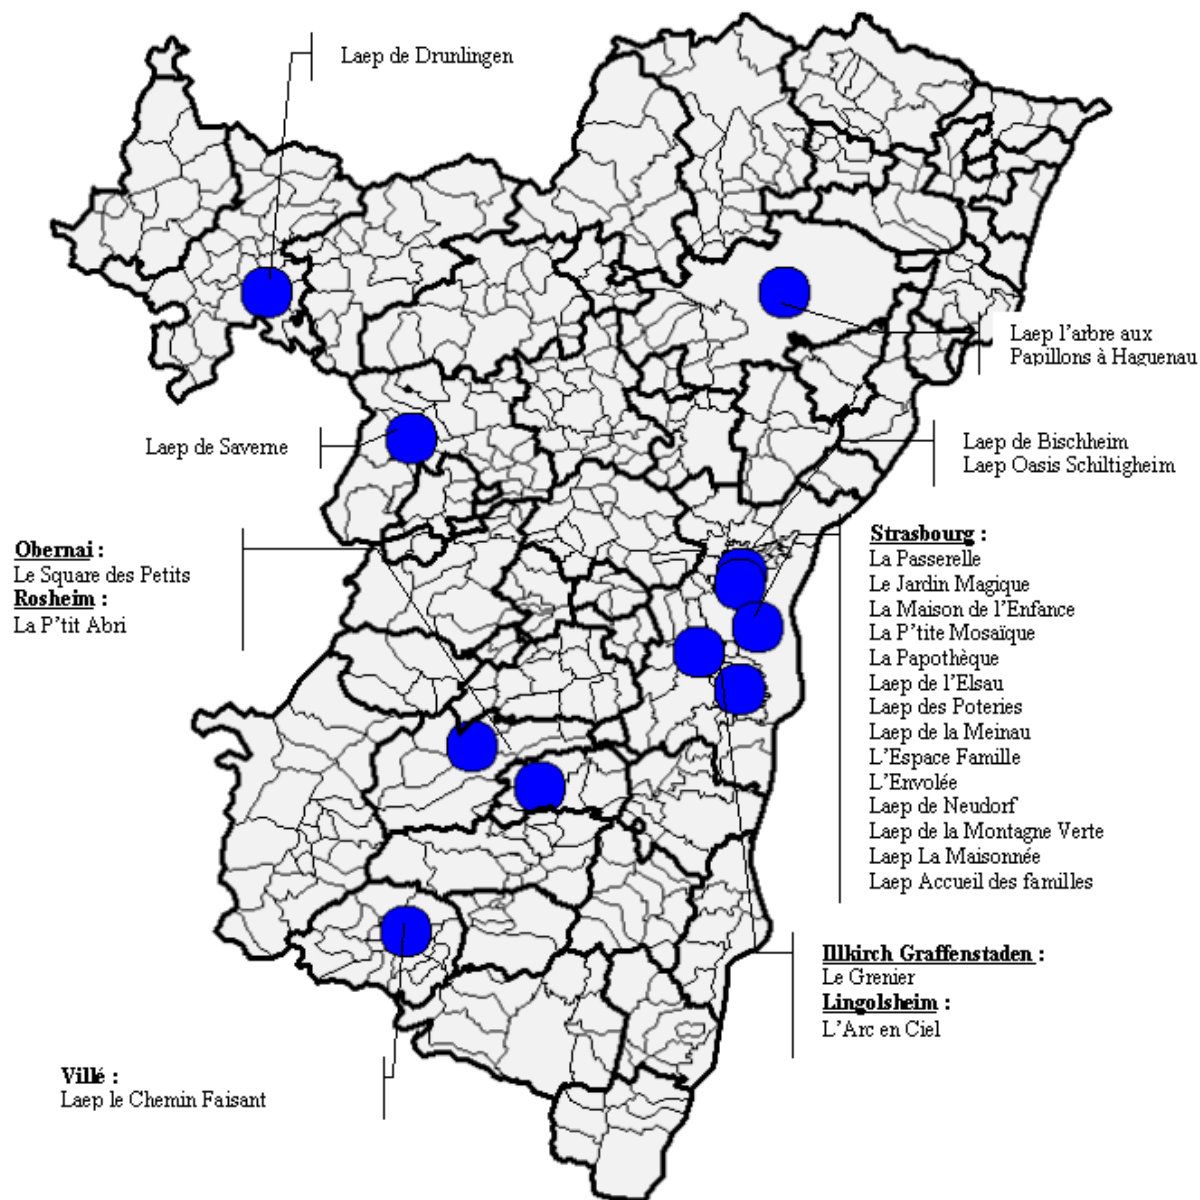 Laep de Drunlingen
Laep l'arbre aux
Papillons à Haguenau
Laep de Saverne
Laep de Bischheim
Laep Oasis Schiltigheim
Obernai :
Le Square des Petits
Rosheim :
La P'tit Abri
Strasbourg :
La Passerelle
Le Jardin Magique
La Maison de l'Enfance
La P'tite Mosaïque
La Papothèque
Laep de l'Elsau
Laep des Poteries
Laep de la Meinau
L'Espace Famille
L'Envolée
Laep de Neudorf
Laep de la Montagne Verte
Laep La Maisonnée
Laep Accueil des familles
Illkirch Graffenstaden :
Le Grenier
Lingolsheim :
L'Arc en Ciel
Villé :
Laep le Chemin Faisant